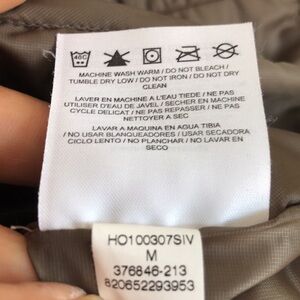 MACHINE WASH WARM / DO NOT BLEACH /
TUMBLE DRY LOW / DO NOT IRON / DO NOT DRY
CLEAN
LAVER EN MACHINE A L'EAU TIEDE / NE PAS
UTILISER D'EAU DE JAVEL / SECHER EN MACHINE
CYCLE DELICAT / NE PAS REPASSER / NE PAS
NETTOYER A SEC
LAVAR A MAQUINA EN AGUA TIBIA
/ NO USAR BLANQUEADORES / USAR SECADORA
CICLO LENTO / NO PLANCHAR / NO LAVAR EN
SECO
HO100307SIV
M
376846-213
820652293953